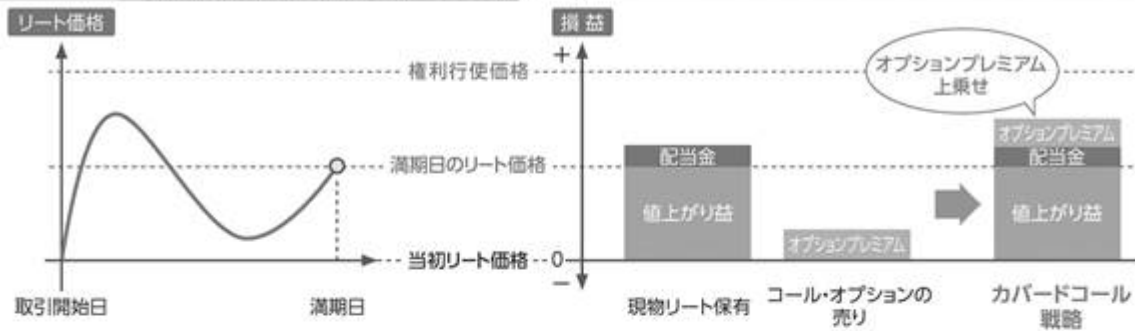 リート価格
損益
+
権利行使価格
オプションプレミアム
上乗せ
オプションプレミアム
配当金
配当金
満期日のリート価格
値上がり益
値上がり益
オプションプレミアム
当初リート価格
0
−
取引開始日
満期日
現物リート保有
コール・オプションの
売り
カバードコール
戦略